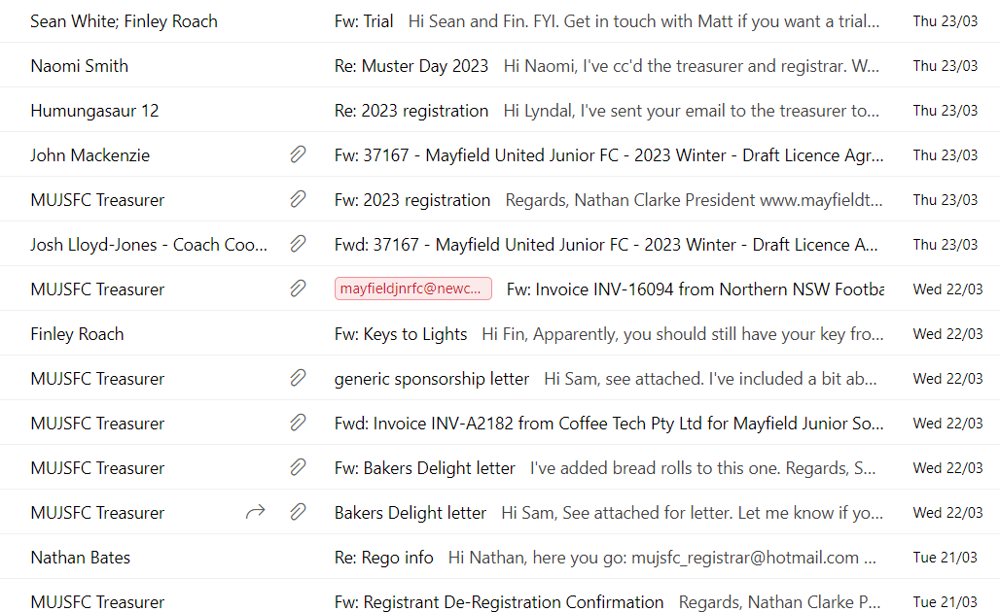 Sean White; Finley Roach Fw: Trial Hi Sean and Fin. FYI. Get in touch with Matt if you want a trial... Thu 23/03
Naomi Smith Re: Muster Day 2023 Hi Naomi, I've cc'd the treasurer and registrar. W... Thu 23/03
Humungasaur 12 Re: 2023 registration Hi Lyndal, I've sent your email to the treasurer to... Thu 23/03
John Mackenzie Fw: 37167 - Mayfield United Junior FC - 2023 Winter - Draft Licence Agr... Thu 23/03
MUJSFC Treasurer Fw: 2023 registration Regards, Nathan Clarke President www.mayfieldt... Thu 23/03
Josh Lloyd-Jones - Coach Coo... Fwd: 37167 - Mayfield United Junior FC - 2023 Winter - Draft Licence A... Thu 23/03
MUJSFC Treasurer mayfieldjnrfc@newc... Fw: Invoice INV-16094 from Northern NSW Footba Wed 22/03
Finley Roach Fw: Keys to Lights Hi Fin, Apparently, you should still have your key fro... Wed 22/03
MUJSFC Treasurer generic sponsorship letter Hi Sam, see attached. I've included a bit ab... Wed 22/03
MUJSFC Treasurer Fwd: Invoice INV-A2182 from Coffee Tech Pty Ltd for Mayfield Junior So... Wed 22/03
MUJSFC Treasurer Fw: Bakers Delight letter I've added bread rolls to this one. Regards, S... Wed 22/03
MUJSFC Treasurer Bakers Delight letter Hi Sam, See attached for letter. Let me know if yo... Wed 22/03
Nathan Bates Re: Rego info Hi Nathan, here you go: mujsfc_registrar@hotmail.com ... Tue 21/03
MUJSFC Treasurer Fw: Registrant De-Registration Confirmation Regards, Nathan Clarke P... Tue 21/03